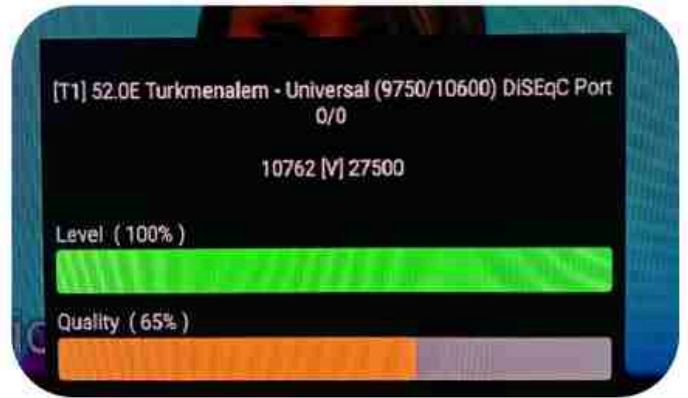 [T1] 52.0E Turkmenalem - Universal (9750/10600) DiSEqC Port
0/0
10762 [V] 27500
Level ( 100% )
Quality ( 65% )